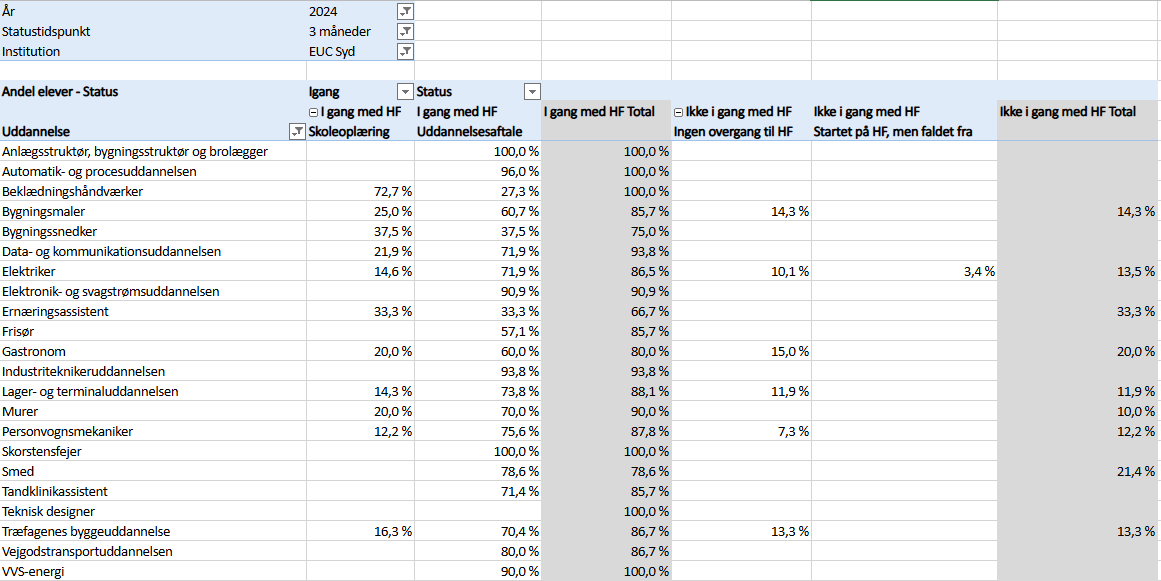 År 2024
Statustidspunkt 3 måneder
Institution EUC Syd
Andel elever - Status Igang Status
I gang med HF I gang med HF I gang med HF Total Ikke i gang med HF Ikke i gang med HF Ikke i gang med HF Total
Uddannelse Skoleoplæring Uddannelsesaftale Ingen overgang til HF Startet på HF, men faldet fra
Anlægsstruktør, bygningsstruktør og brolægger 100,0 % 100,0 %
Automatik- og procesuddannelsen 96,0 % 100,0 %
Beklædningshåndværker 72,7 % 27,3 % 100,0 %
Bygningsmaler 25,0 % 60,7 % 85,7 % 14,3 % 14,3 %
Bygningssnedker 37,5 % 37,5 % 75,0 %
Data- og kommunikationsuddannelsen 21,9 % 71,9 % 93,8 %
Elektriker 14,6 % 71,9 % 86,5 % 10,1 % 3,4 % 13,5 %
Elektronik- og svagstrømsuddannelsen 90,9 % 90,9 %
Ernæringsassistent 33,3 % 33,3 % 66,7 % 33,3 %
Frisør 57,1 % 85,7 %
Gastronom 20,0 % 60,0 % 80,0 % 15,0 % 20,0 %
Industriteknikeruddannelsen 93,8 % 93,8 %
Lager- og terminaluddannelsen 14,3 % 73,8 % 88,1 % 11,9 % 11,9 %
Murer 20,0 % 70,0 % 90,0 % 10,0 %
Personvognsmekaniker 12,2 % 75,6 % 87,8 % 7,3 % 12,2 %
Skorstensfejer 100,0 % 100,0 %
Smed 78,6 % 78,6 % 21,4 %
Tandklinikassistent 71,4 % 85,7 %
Teknisk designer 100,0 %
Træfagenes byggeuddannelse 16,3 % 70,4 % 86,7 % 13,3 % 13,3 %
Vejgodstransportuddannelsen 80,0 % 86,7 %
VVS-energi 90,0 % 100,0 %